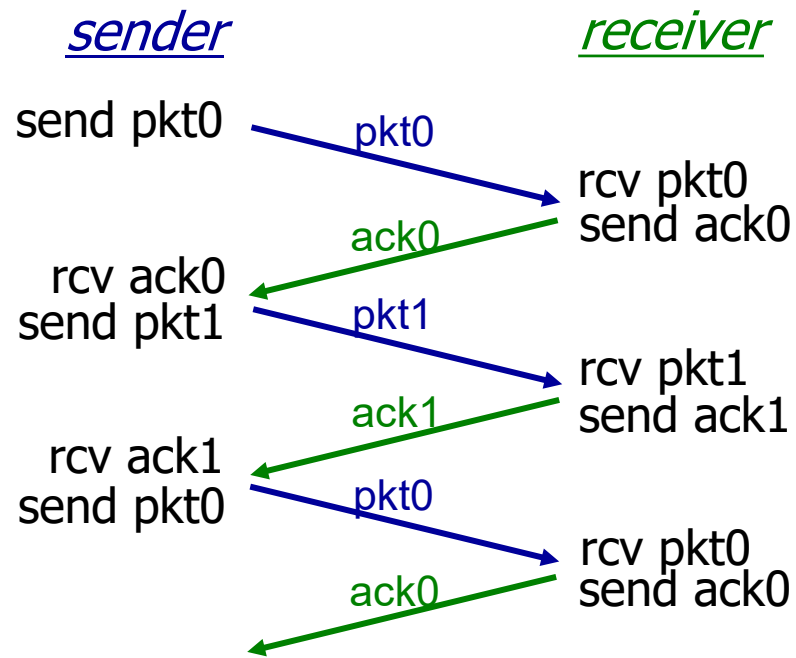 sender
receiver
send pkt0
pkt0
rcv pkt0
send ack0
ack0
rcv ack0
send pkt1
pkt1
rcv pkt1
send ack1
ack1
rcv ack1
send pkt0
pkt0
rcv pkt0
send ack0
ack0